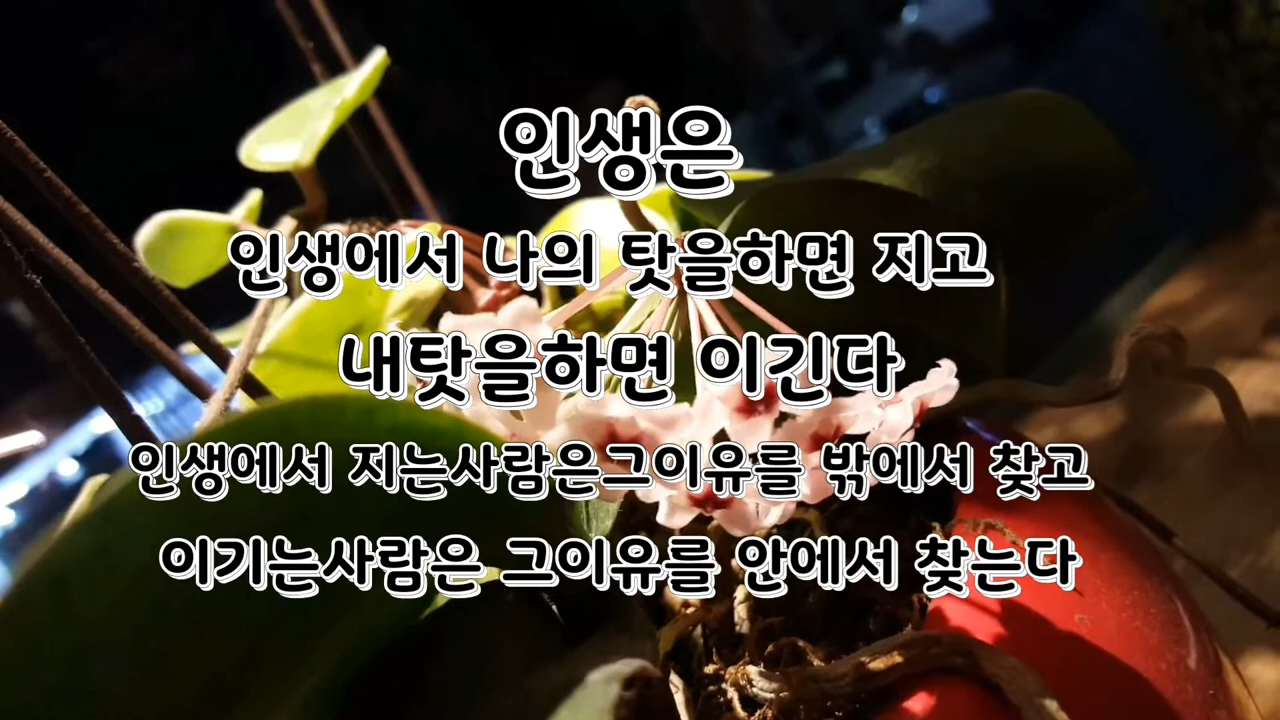 인생은
인생에서 나의 탓을하면 지고
내탓을하면 이긴다
인생에서 지는사람은그이유를 밖에서 찾고
이기는사람은 그이유를 안에서 찾는다